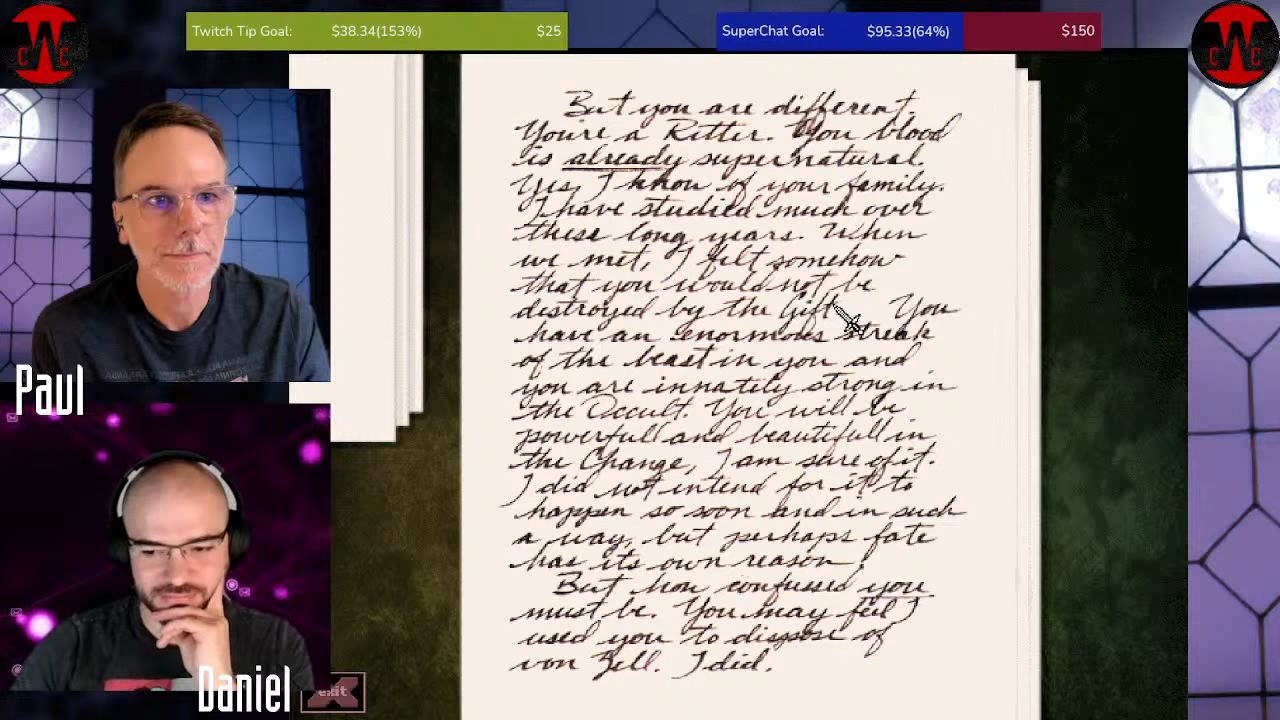 Twitch Tip Goal: $38.34(153%) $25
SuperChat Goal: $95.33(64%) $150
W
C C
W
C C
But you are different.
You're a Ritter. You blood
is already supernatural.
Yes, I know of your family.
I have studied much over
these long years. When
we met, I felt somehow
that you would not be
destroyed by the Gift. You
have an enormous streak
of the beast in you and
you are innatily strong in
the Occult. You will be
powerfull and beautifull in
the Change, I am sure of it.
I did not intend for it to
happen so soon and in such
a way, but perhaps fate
has its own reason.
But how confussed you
must be. You may feel I
used you to dispose of
von Zell. I did.
Paul
Daniel
exit